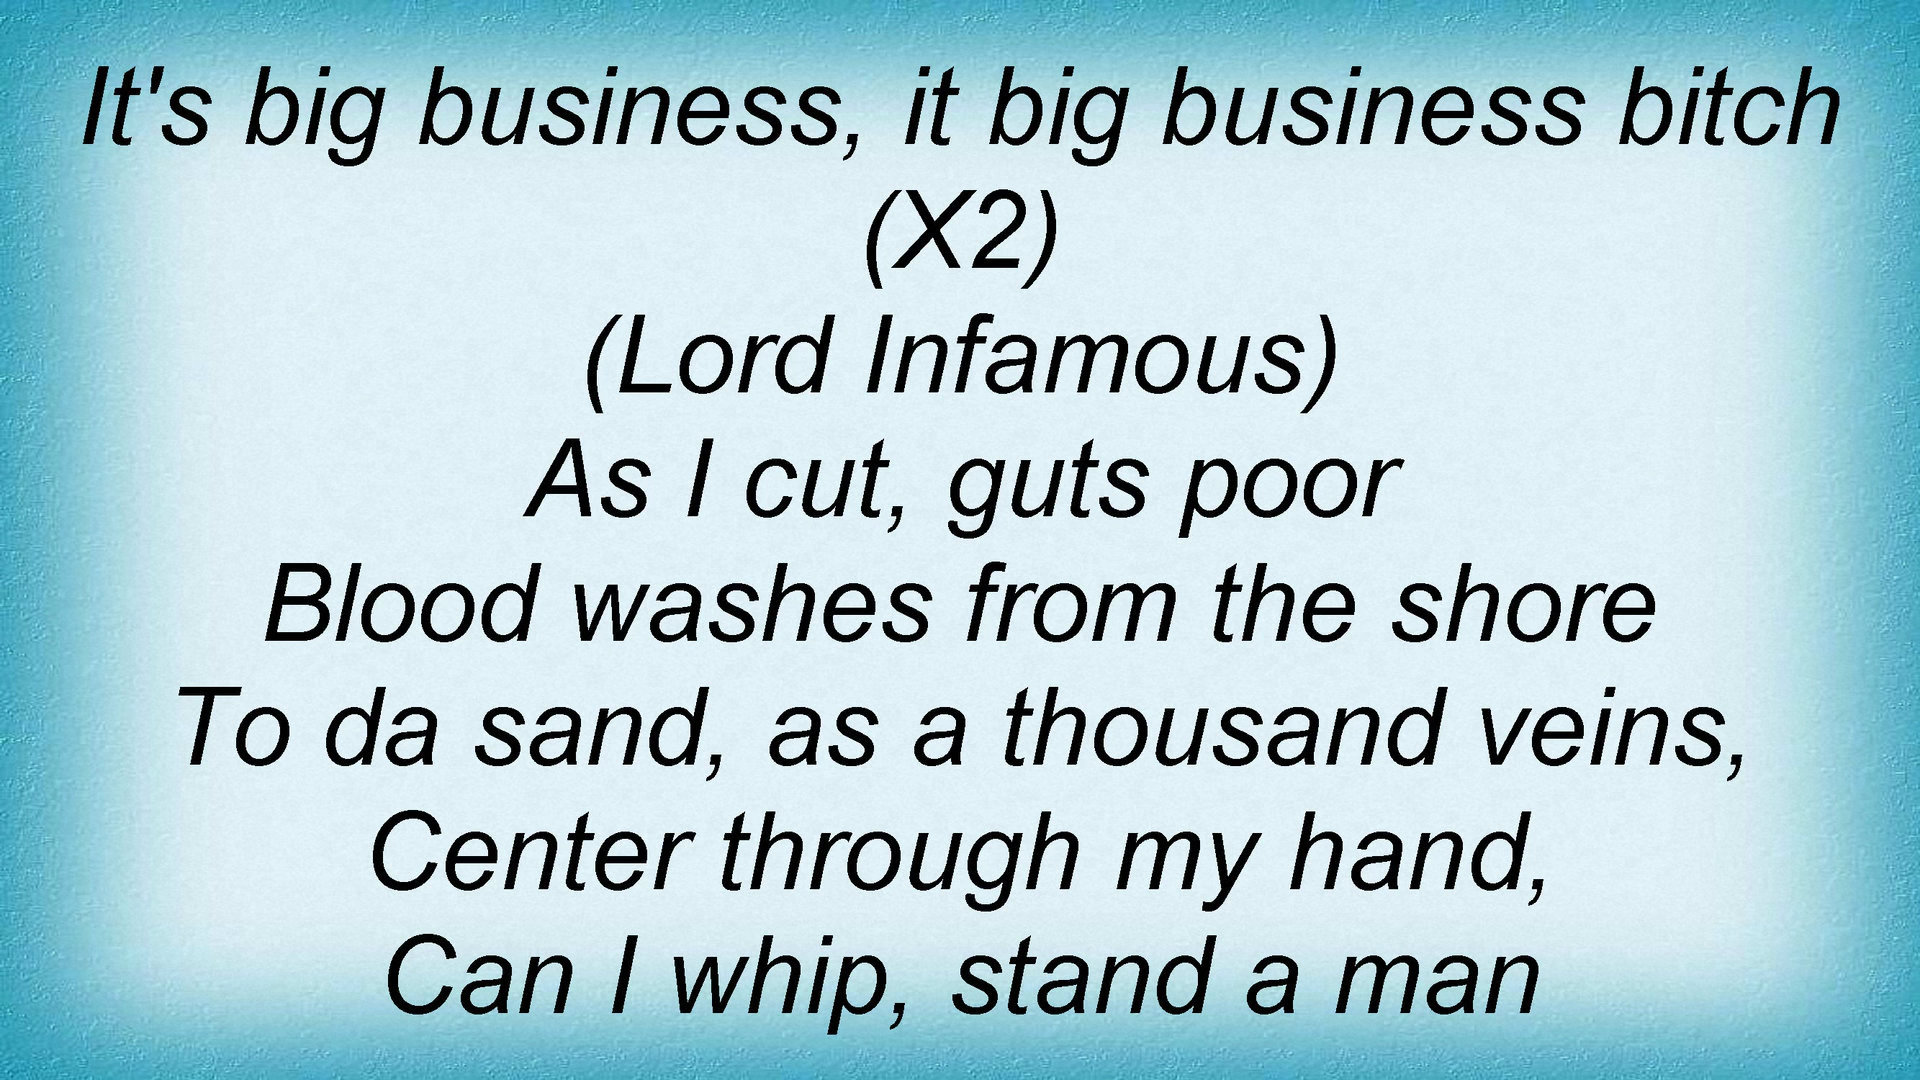 It's big business, it big business bitch
(X2)
(Lord Infamous)
As I cut, guts poor
Blood washes from the shore
To da sand, as a thousand veins,
Center through my hand,
Can I whip, stand a man